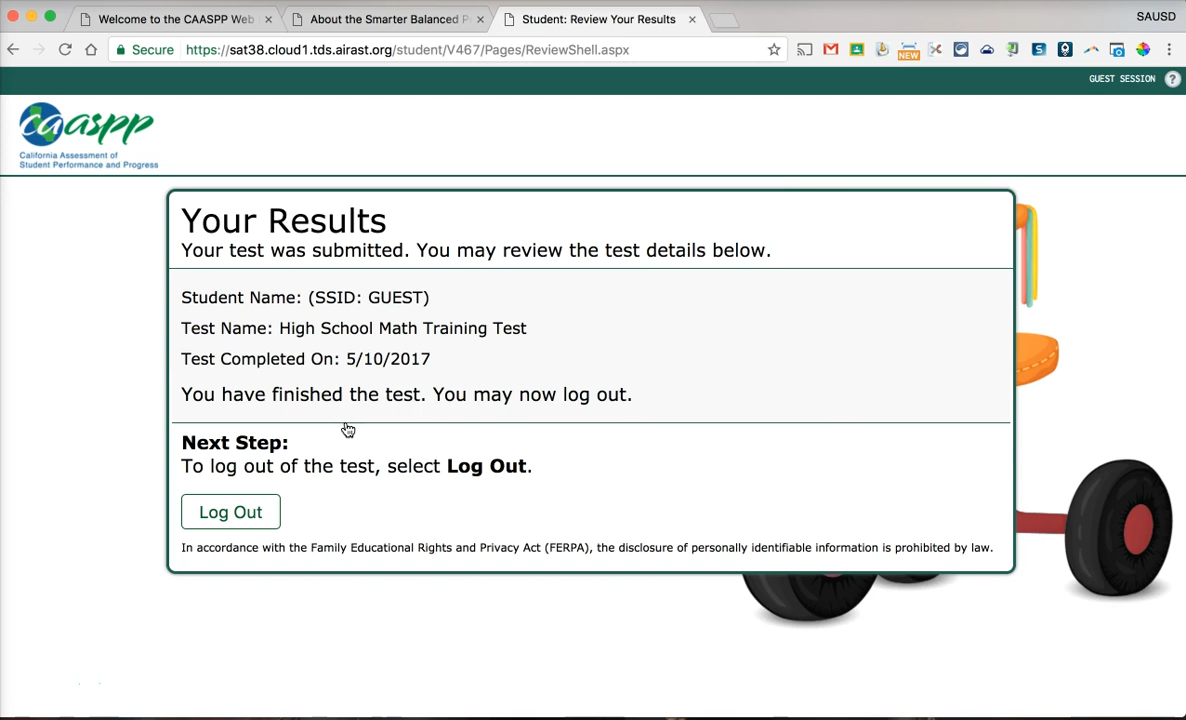 Welcome to the CAASPP Web
About the Smarter Balanced P
Student: Review Your Results
SAUSD
Secure
https://sat38.cloud1.tds.airast.org/student/V467/Pages/ReviewShell.aspx
NEW
S
GUEST SESSION ?
caaspp
California Assessment of
Student Performance and Progress
Your Results
Your test was submitted. You may review the test details below.
Student Name: (SSID: GUEST)
Test Name: High School Math Training Test
Test Completed On: 5/10/2017
You have finished the test. You may now log out.
Next Step:
To log out of the test, select Log Out.
Log Out
In accordance with the Family Educational Rights and Privacy Act (FERPA), the disclosure of personally identifiable information is prohibited by law.